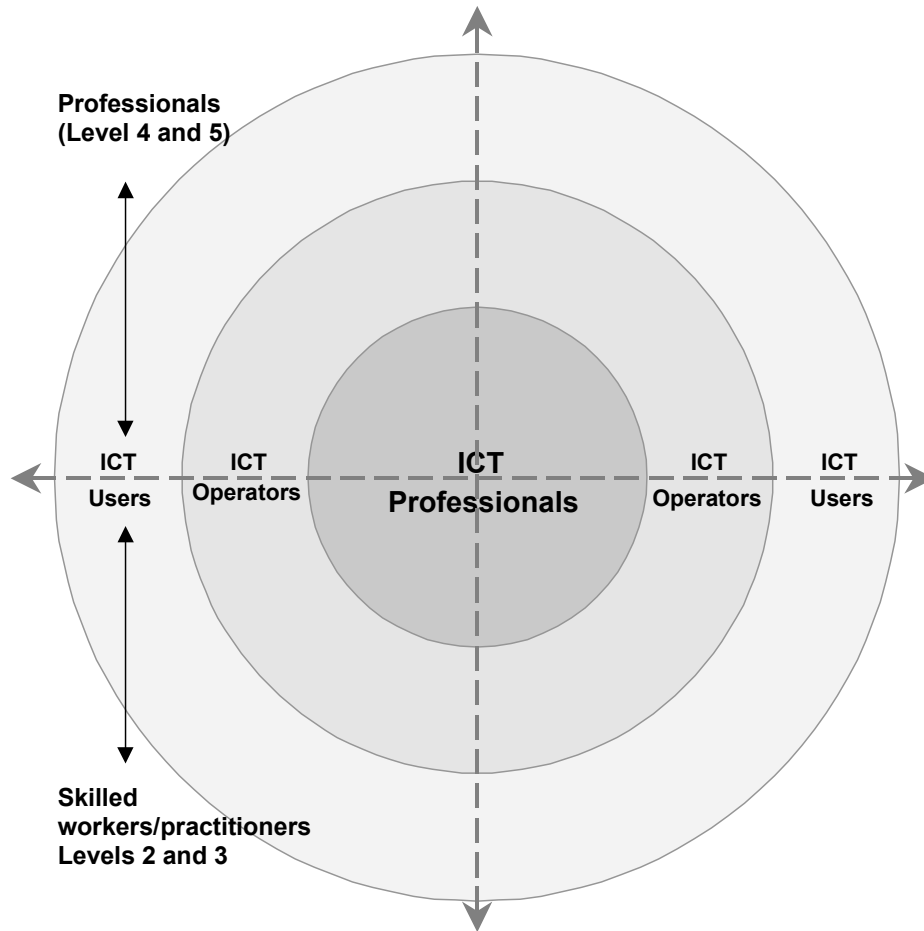 Professionals
(Level 4 and 5)
ICT
Users
ICT
Operators
ICT
Professionals
ICT
Operators
ICT
Users
Skilled
workers/practitioners
Levels 2 and 3